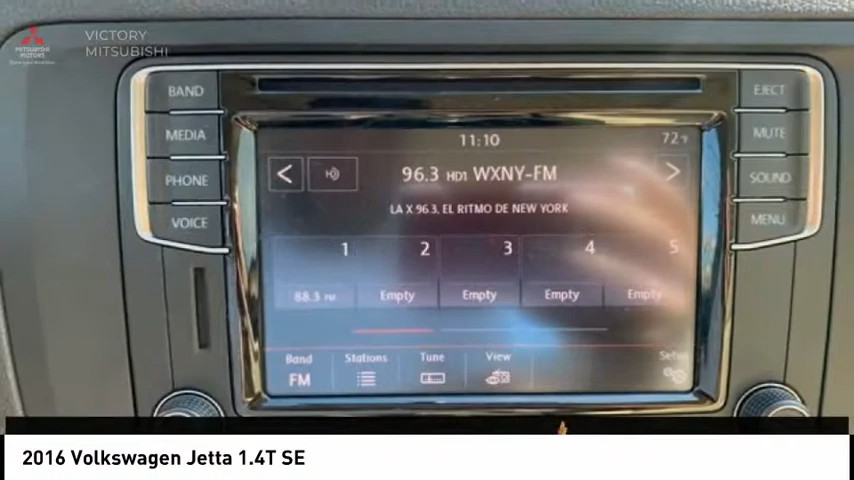 MITSUBISHI
MOTORS
VICTORY
MITSUBISHI
BAND
MEDIA
PHONE
VOICE
EJECT
MUTE
SOUND
MENU
11:10
72°F
<
96.3 HD1 WXNY-FM
>
LA X 96.3, EL RITMO DE NEW YORK
1 2 3 4 5
88.3 FM Empty Empty Empty Empty
Band Stations Tune View Setup
FM
2016 Volkswagen Jetta 1.4T SE